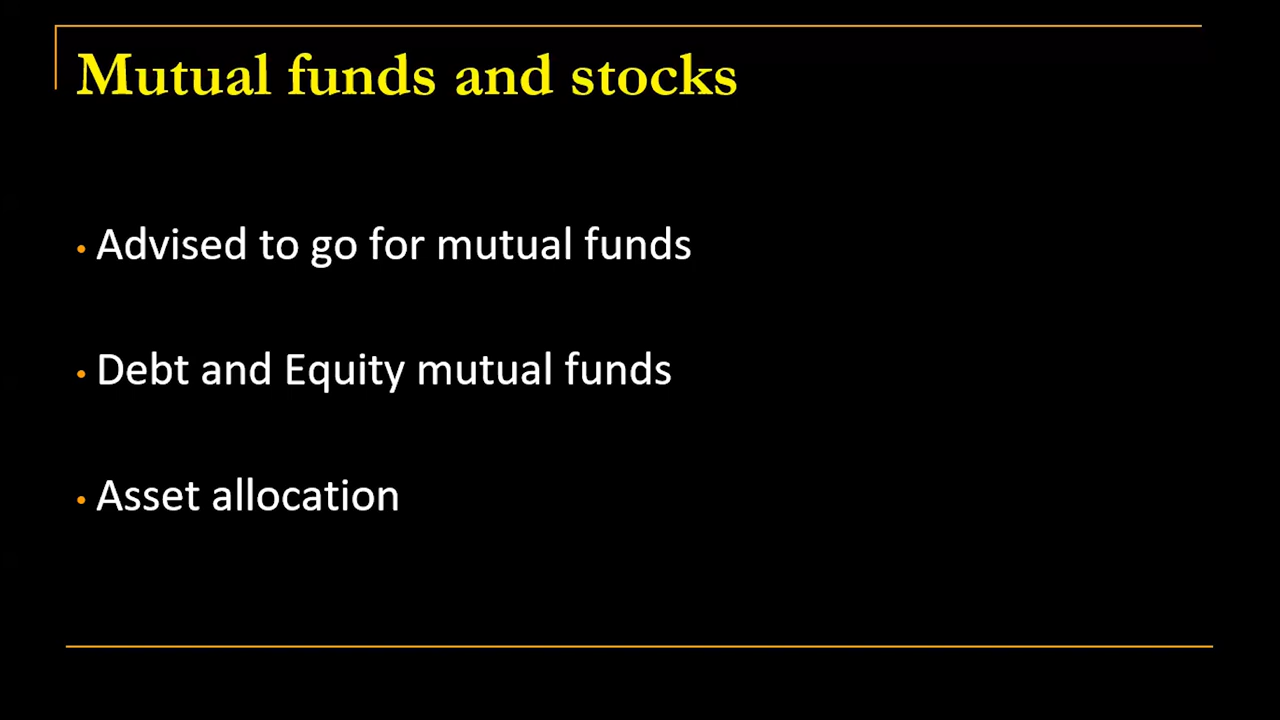 Mutual funds and stocks
• Advised to go for mutual funds
• Debt and Equity mutual funds
• Asset allocation